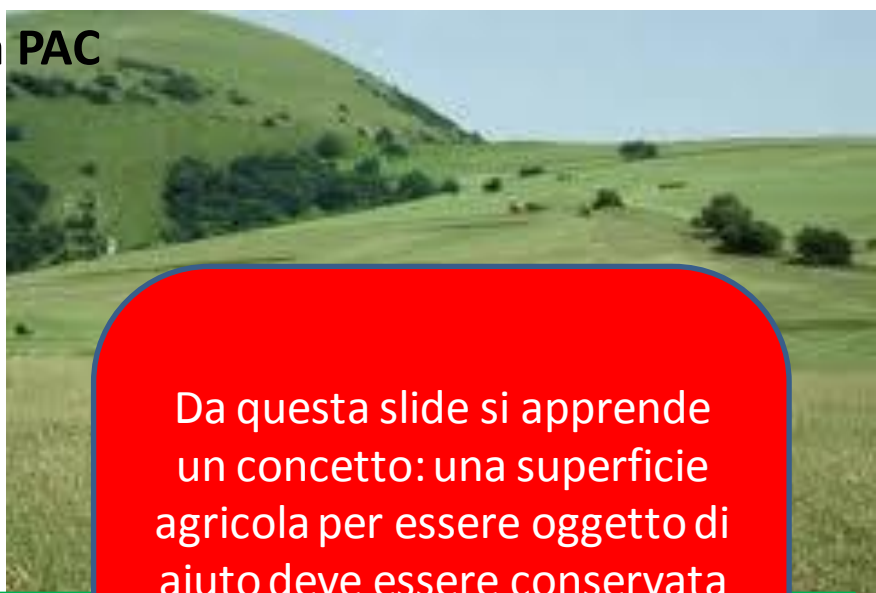 PAC
Da questa slide si apprende
un concetto: una superficie
agricola per essere oggetto di
aiuto deve essere conservata